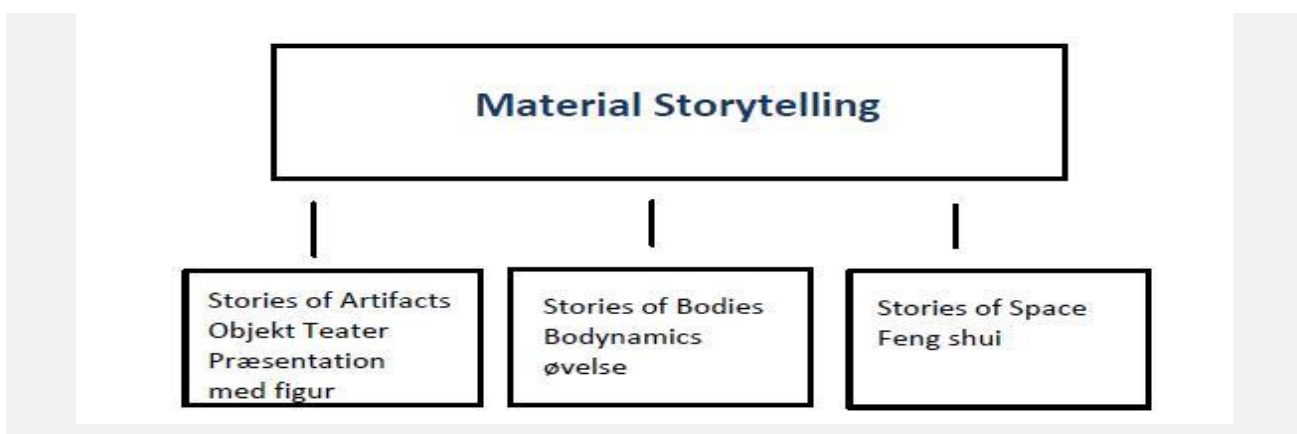 Material Storytelling
Stories of Artifacts
Objekt Teater
Præsentation
med figur
Stories of Bodies
Bodynamics
øvelse
Stories of Space
Feng shui